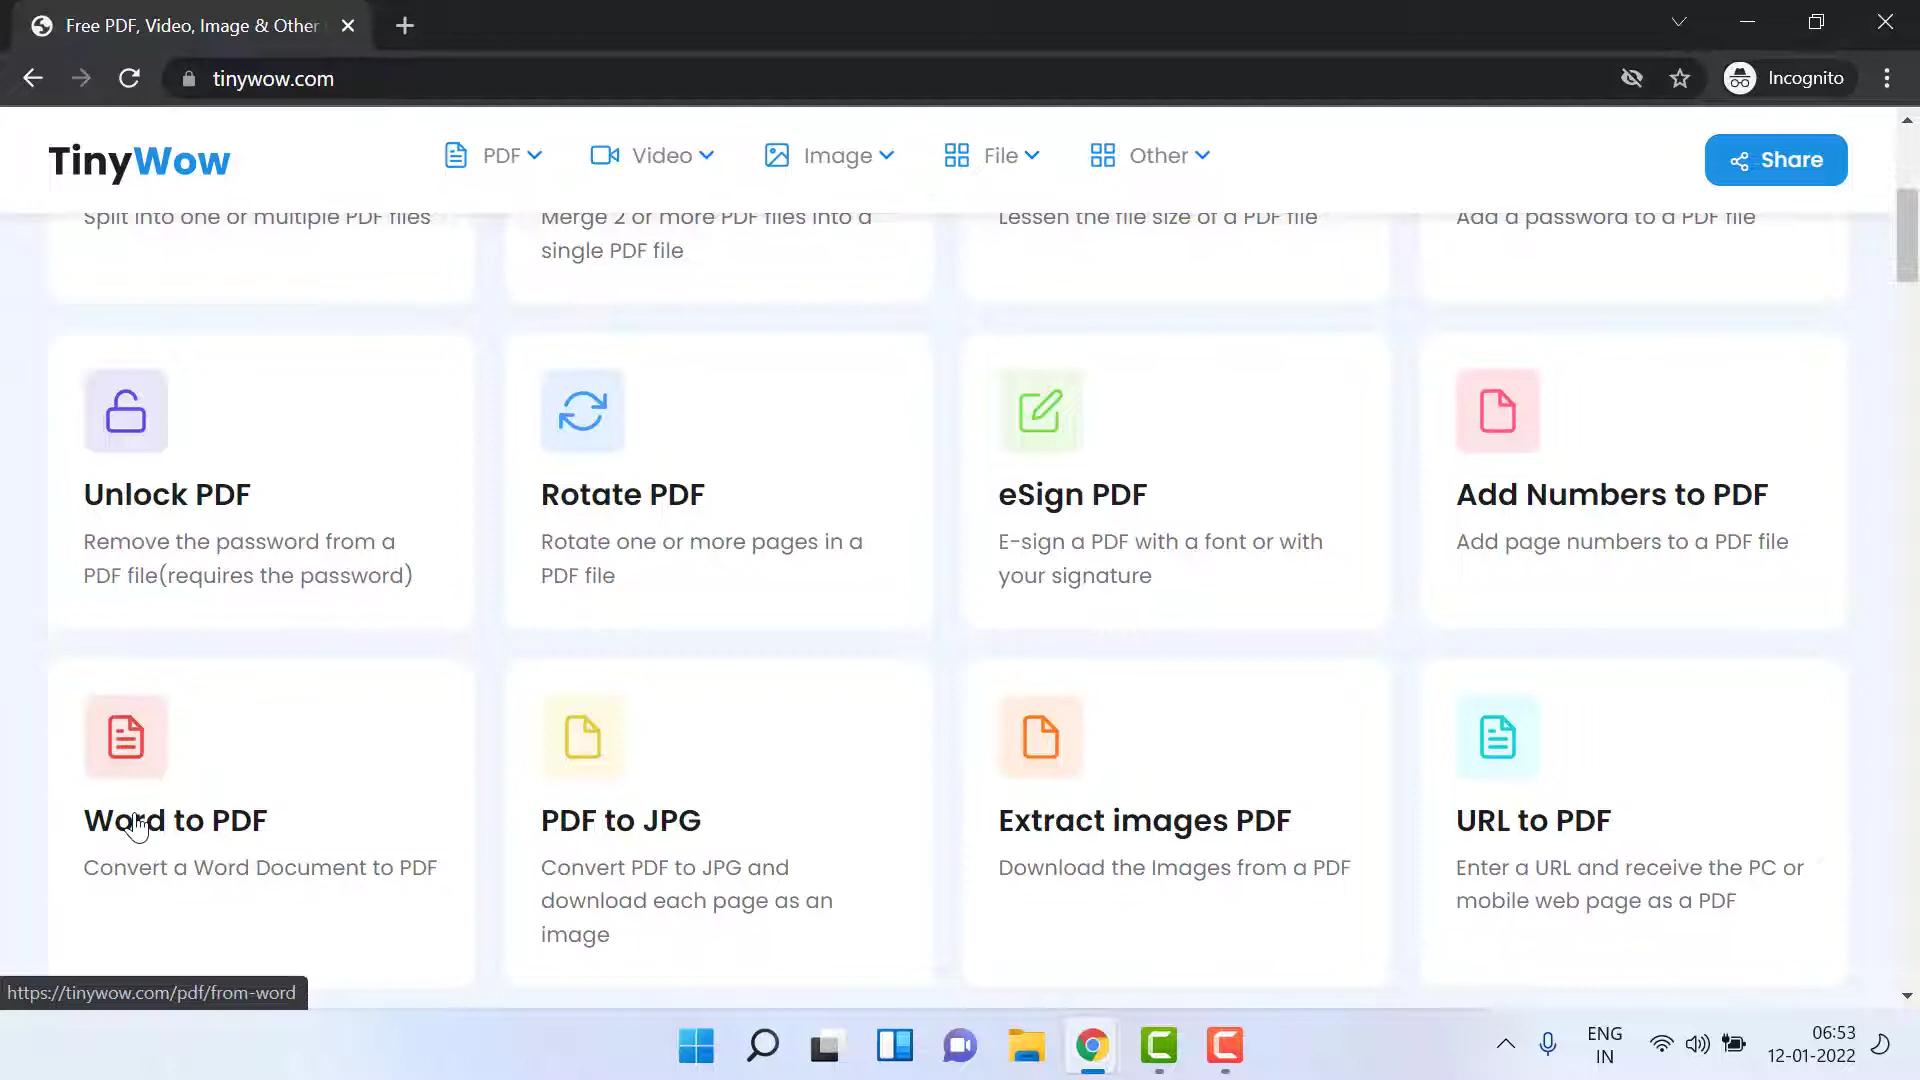 Free PDF, Video, Image & Other
tinywow.com
Incognito
TinyWow
PDF
Video
Image
File
Other
Share
Split into one or multiple PDF files
Merge 2 or more PDF files into a
single PDF file
Lessen the file size of a PDF file
Add a password to a PDF file
Unlock PDF
Remove the password from a
PDF file(requires the password)
Rotate PDF
Rotate one or more pages in a
PDF file
eSign PDF
E-sign a PDF with a font or with
your signature
Add Numbers to PDF
Add page numbers to a PDF file
Word to PDF
Convert a Word Document to PDF
PDF to JPG
Convert PDF to JPG and
download each page as an
image
Extract images PDF
Download the Images from a PDF
URL to PDF
Enter a URL and receive the PC or
mobile web page as a PDF
https://tinywow.com/pdf/from-word
ENG
IN
06:53
12-01-2022